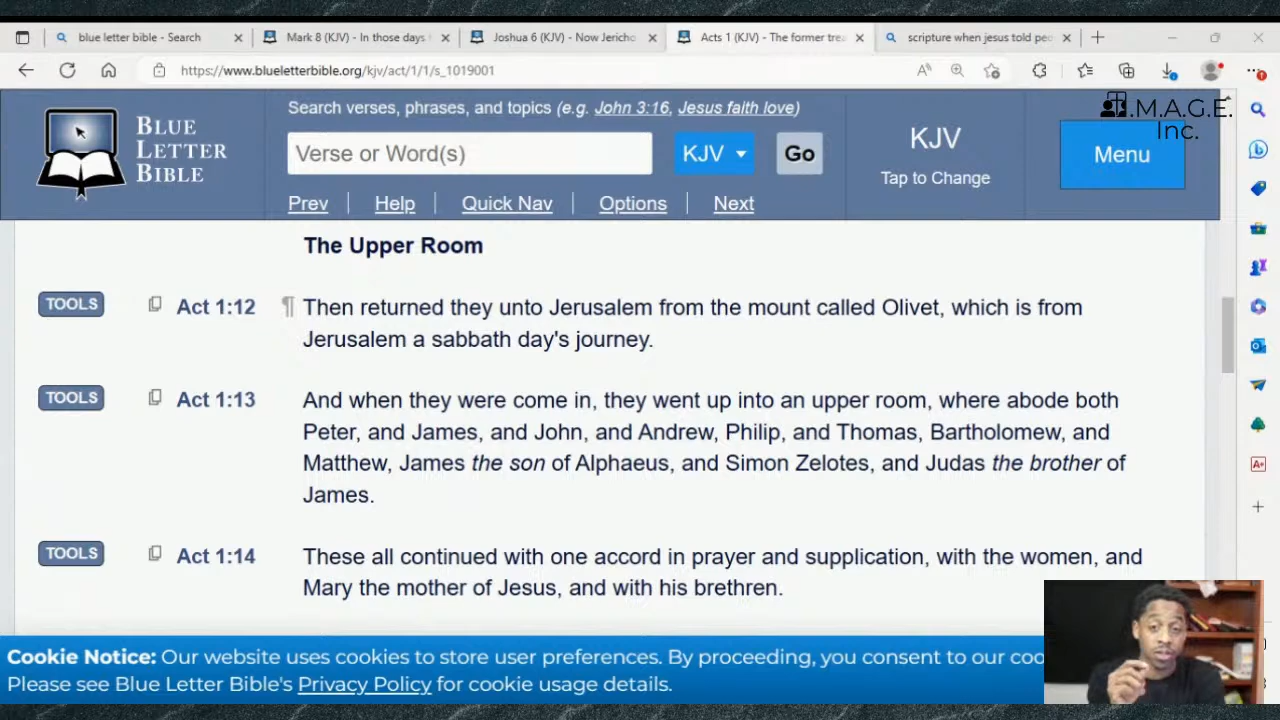 blue letter bible - Search
Mark 8 (KJV) - In those days
Joshua 6 (KJV) - Now Jericho
Acts 1 (KJV) - The former trea
scripture when jesus told peo
https://www.blueletterbible.org/kjv/act/1/1/s_1019001
BLUE
LETTER
BIBLE
Search verses, phrases, and topics (e.g. John 3:16, Jesus faith love)
Verse or Word(s)
KJV
Go
Prev
Help
Quick Nav
Options
Next
KJV
Tap to Change
Menu
.M.A.G.E.
Inc.
The Upper Room
TOOLS
Act 1:12
¶ Then returned they unto Jerusalem from the mount called Olivet, which is from
Jerusalem a sabbath day's journey.
TOOLS
Act 1:13
And when they were come in, they went up into an upper room, where abode both
Peter, and James, and John, and Andrew, Philip, and Thomas, Bartholomew, and
Matthew, James the son of Alphaeus, and Simon Zelotes, and Judas the brother of
James.
TOOLS
Act 1:14
These all continued with one accord in prayer and supplication, with the women, and
Mary the mother of Jesus, and with his brethren.
Cookie Notice: Our website uses cookies to store user preferences. By proceeding, you consent to our coo
Please see Blue Letter Bible's Privacy Policy for cookie usage details.